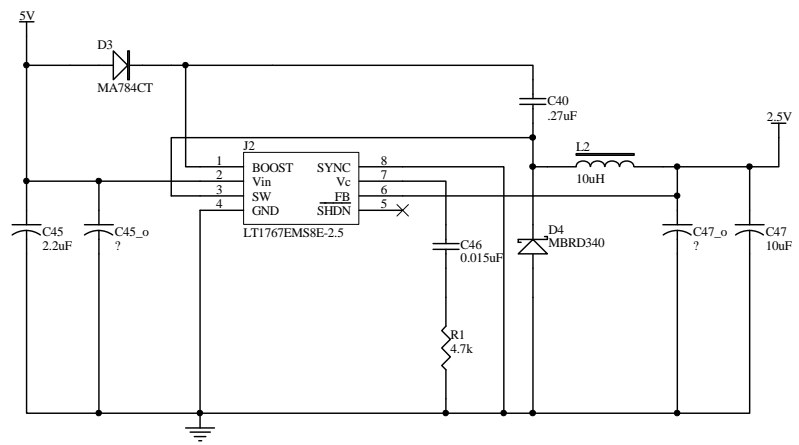 5V
D3
MA784CT
C40
.27uF
2.5V
J2
L2
10uH
1 BOOST SYNC 8
2 Vin Vc 7
3 SW FB 6
4 GND SHDN 5
LT1767EMS8E-2.5
C45
2.2uF
C45_o
?
C46
0.015uF
D4
MBRD340
C47_o
?
C47
10uF
R1
4.7k